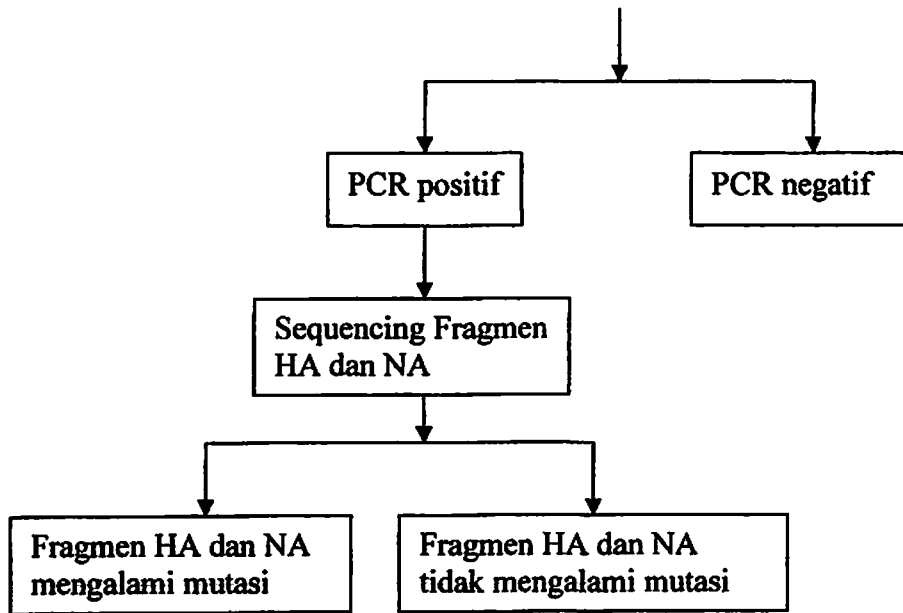 PCR positif
PCR negatif
Sequencing Fragmen
HA dan NA
Fragmen HA dan NA
mengalami mutasi
Fragmen HA dan NA
tidak mengalami mutasi